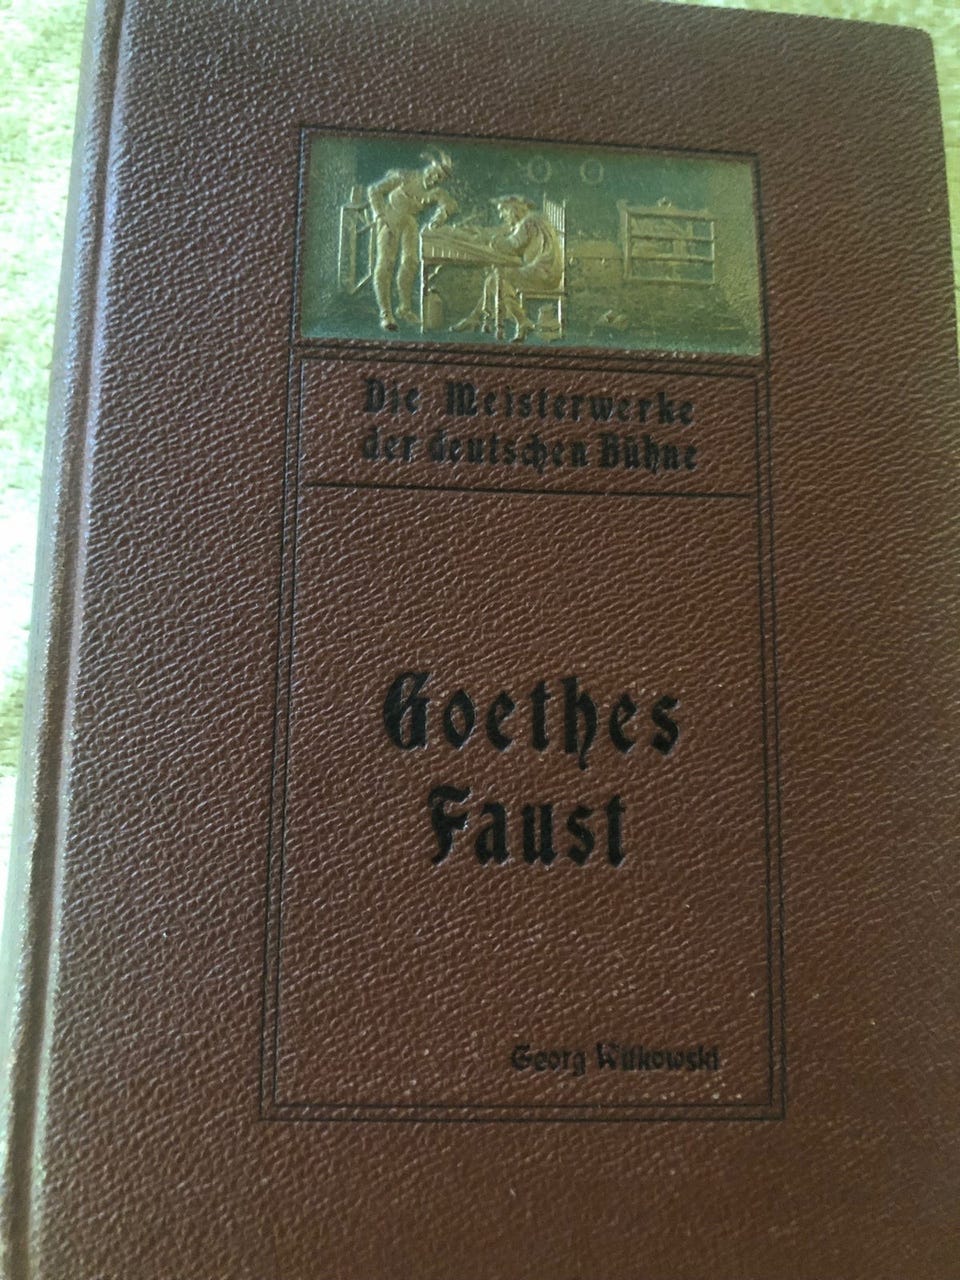 Die Meisterwerke
der deutschen Bühne
Goethes
Faust
Georg Witkowski